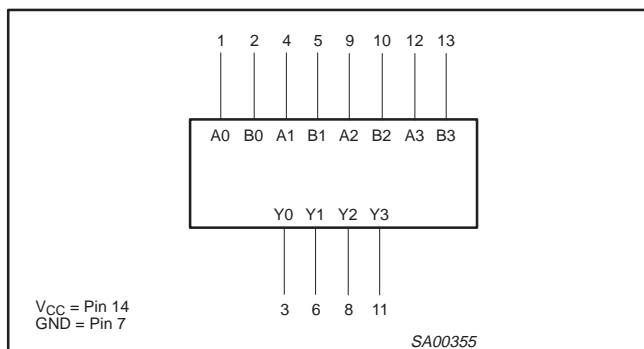 1 2 4 5 9 10 12 13
A0 B0 A1 B1 A2 B2 A3 B3
Y0 Y1 Y2 Y3
3 6 8 11
VCC = Pin 14
GND = Pin 7
SA00355